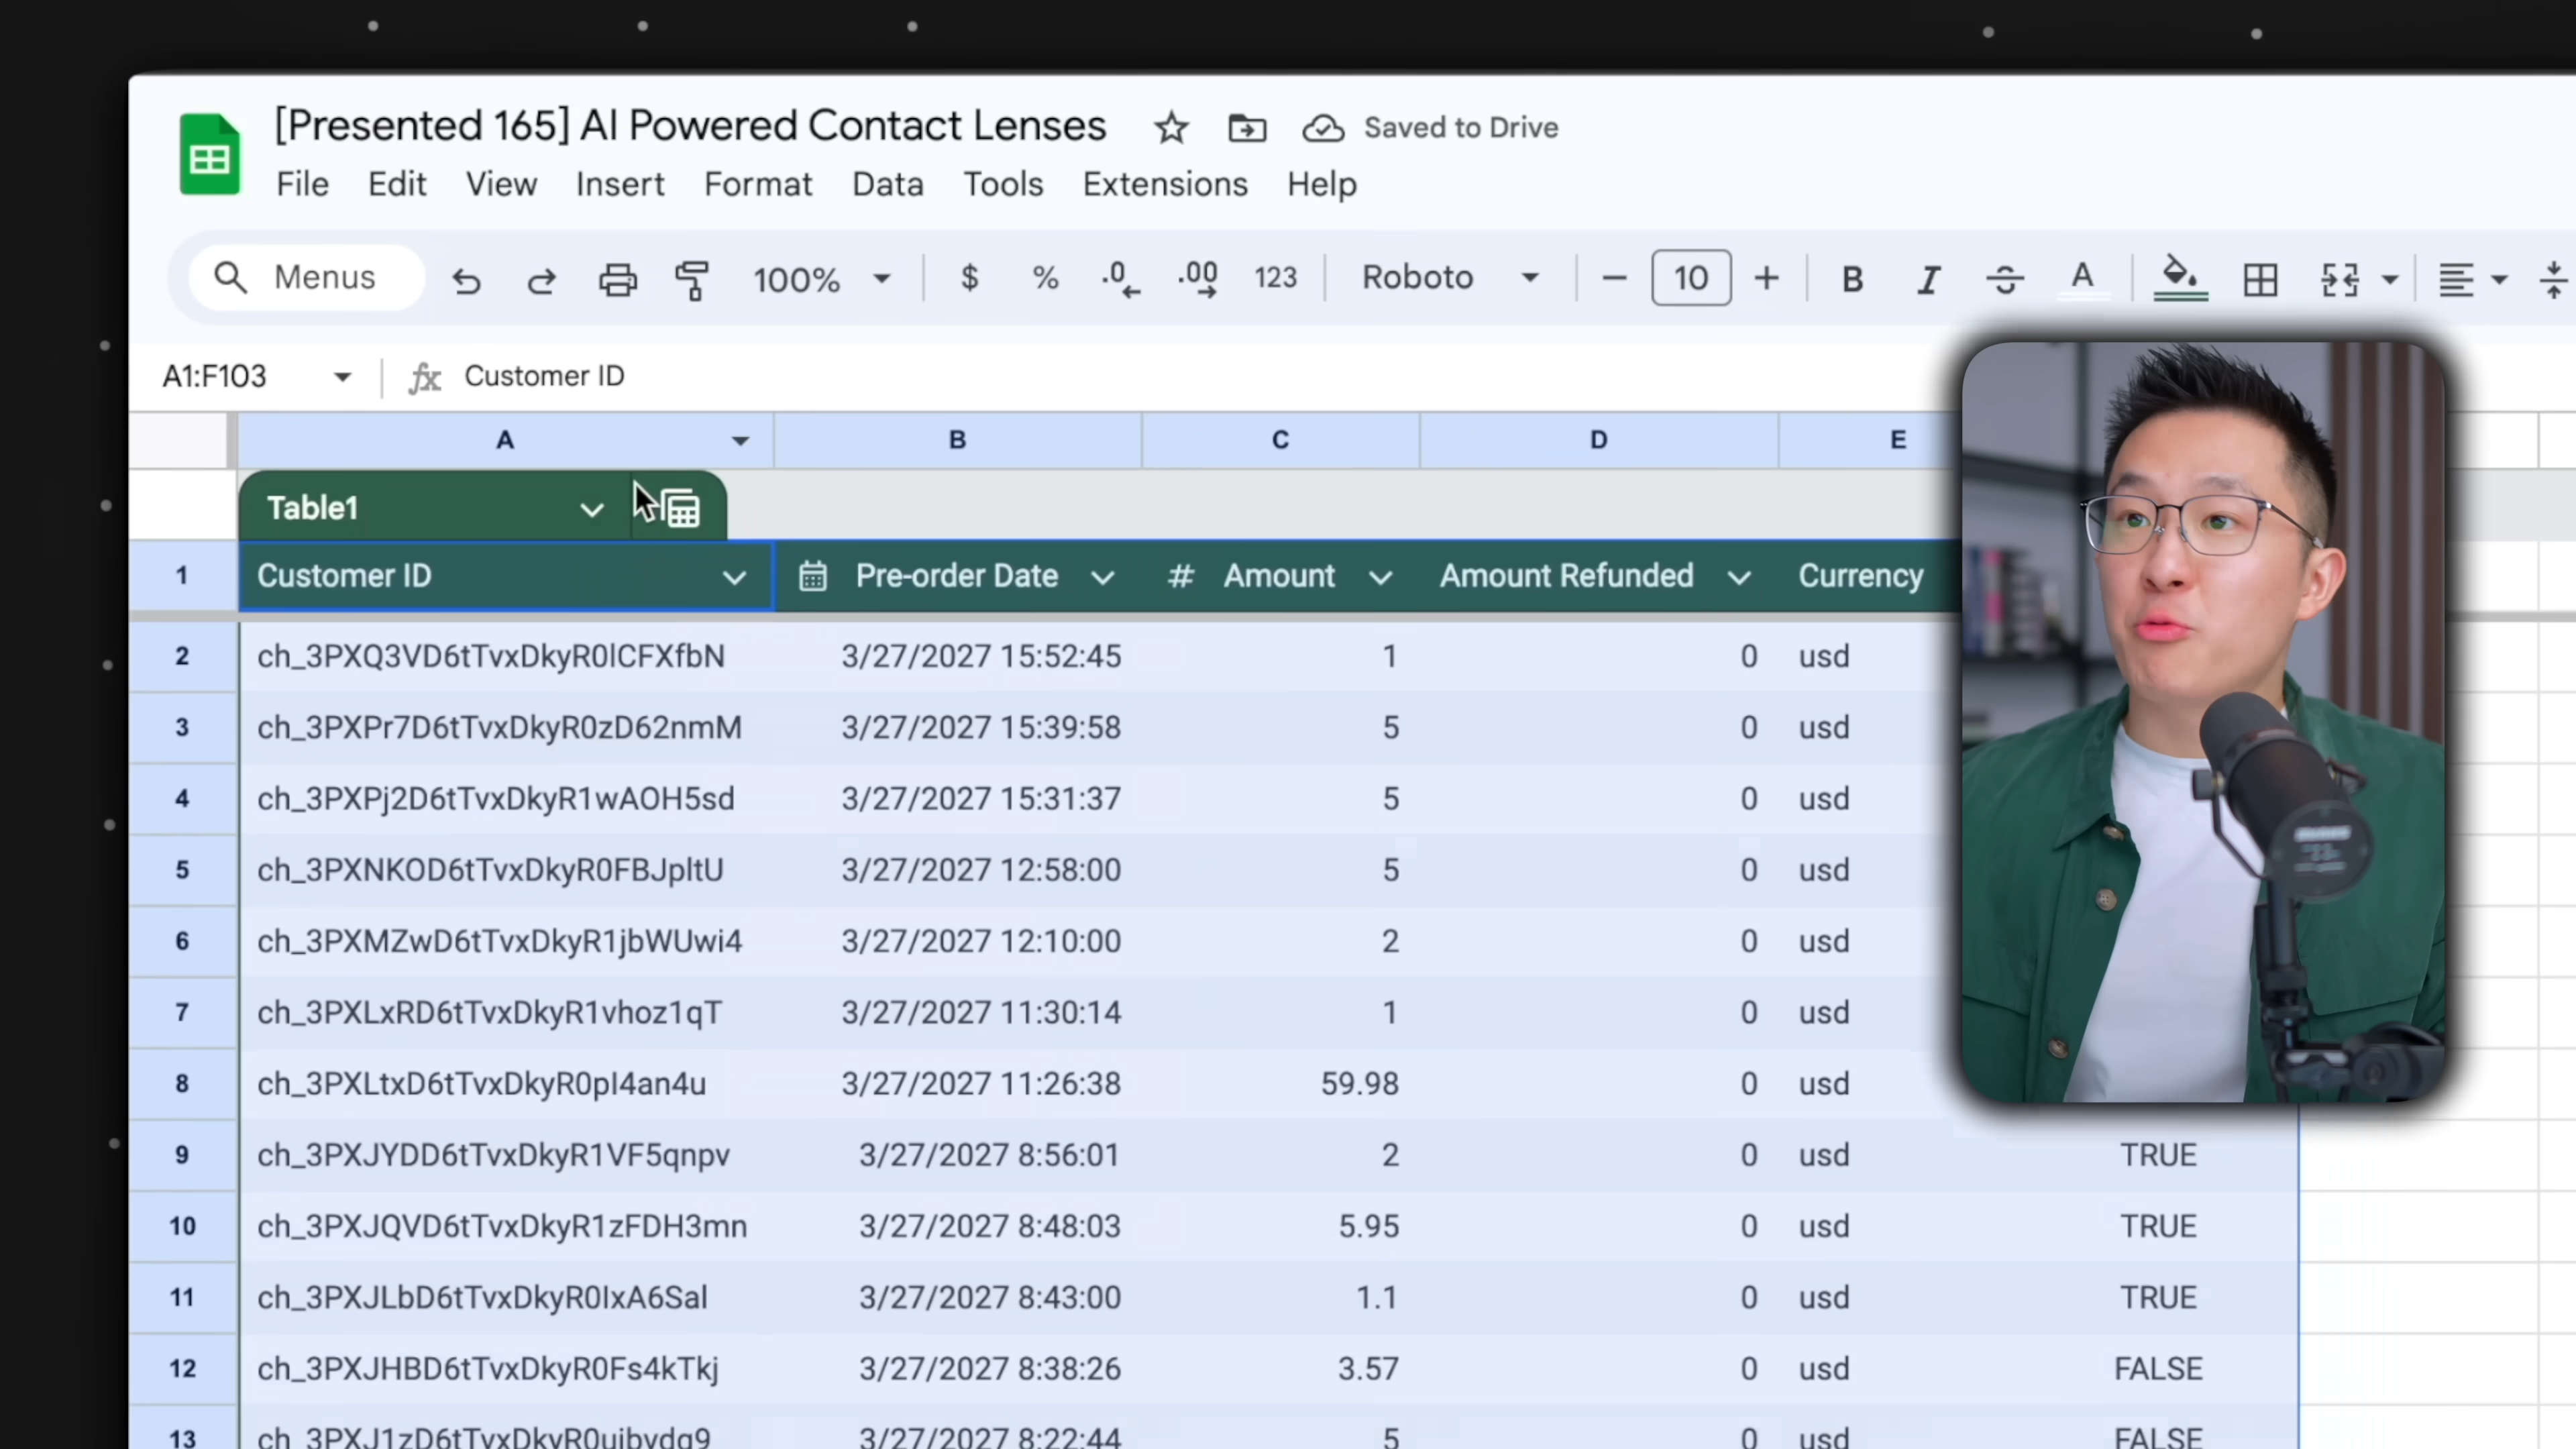 [Presented 165] AI Powered Contact Lenses Saved to Drive
File Edit View Insert Format Data Tools Extensions Help
Menus 100% $ % .0 .00 123 Roboto 10 B I S A
A1:F103 fx Customer ID
A B C D E
Table1
1 Customer ID Pre-order Date # Amount Amount Refunded Currency
2 ch_3PXQ3VD6tTvxDkyR0lCFXfbN 3/27/2027 15:52:45 1 0 usd
3 ch_3PXPr7D6tTvxDkyR0zD62nmM 3/27/2027 15:39:58 5 0 usd
4 ch_3PXPj2D6tTvxDkyR1wAOH5sd 3/27/2027 15:31:37 5 0 usd
5 ch_3PXNKOD6tTvxDkyR0FBJpltU 3/27/2027 12:58:00 5 0 usd
6 ch_3PXMZwD6tTvxDkyR1jbWUwi4 3/27/2027 12:10:00 2 0 usd
7 ch_3PXLxRD6tTvxDkyR1vhoz1qT 3/27/2027 11:30:14 1 0 usd
8 ch_3PXLtxD6tTvxDkyR0pI4an4u 3/27/2027 11:26:38 59.98 0 usd
9 ch_3PXJYDD6tTvxDkyR1VF5qnpv 3/27/2027 8:56:01 2 0 usd TRUE
10 ch_3PXJQVD6tTvxDkyR1zFDH3mn 3/27/2027 8:48:03 5.95 0 usd TRUE
11 ch_3PXJLbD6tTvxDkyR0IxA6Sal 3/27/2027 8:43:00 1.1 0 usd TRUE
12 ch_3PXJHBD6tTvxDkyR0Fs4kTkj 3/27/2027 8:38:26 3.57 0 usd FALSE
13 3/27/2027 8:22:44 5 0 usd FALSE